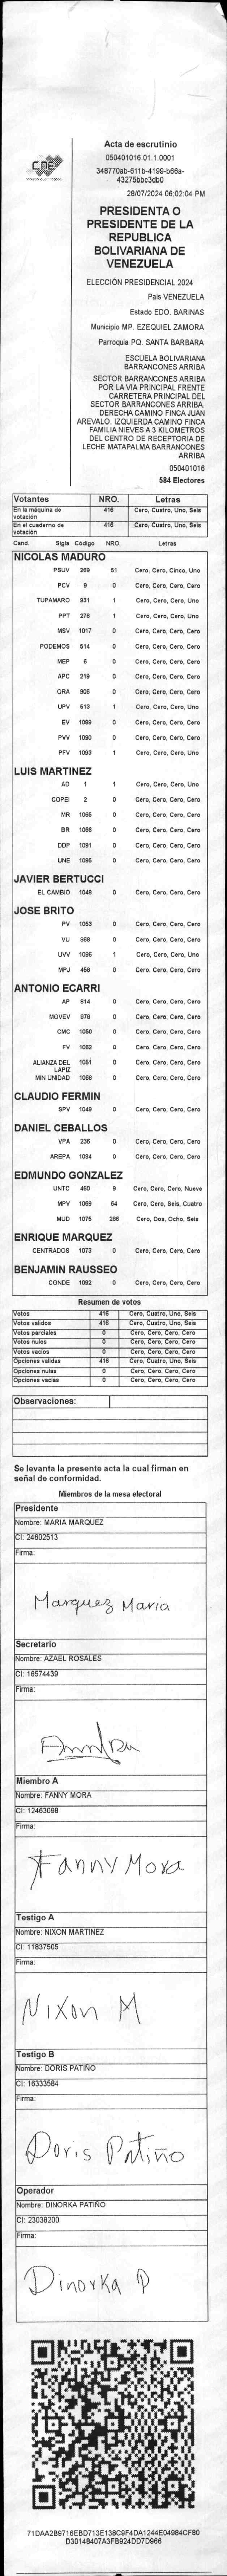 Acta de escrutinio
CNE
050401016.01.1.0001
348770ab-611b-4199-b66a-
43275bbc3db0
28/07/2024 06:02:04 PM
PRESIDENTA O
PRESIDENTE DE LA
REPUBLICA
BOLIVARIANA DE
VENEZUELA
ELECCIÓN PRESIDENCIAL 2024
País VENEZUELA
Estado EDO. BARINAS
Municipio MP. EZEQUIEL ZAMORA
Parroquia PQ. SANTA BARBARA
ESCUELA BOLIVARIANA
BARRANCONES ARRIBA
SECTOR BARRANCONES ARRIBA
POR LA VIA PRINCIPAL FRENTE
CARRETERA PRINCIPAL DEL
SECTOR BARRANCONES ARRIBA.
DERECHA CAMINO FINCA JUAN
AREVALO. IZQUIERDA CAMINO FINCA
FAMILIA NIEVES A 3 KILOMETROS
DEL CENTRO DE RECEPTORIA DE
LECHE MATAPALMA BARRANCONES
ARRIBA
050401016
584 Electores
Votantes NRO. Letras
En la máquina de votación 416 Cero, Cuatro, Uno, Seis
En el cuaderno de votación 416 Cero, Cuatro, Uno, Seis
Cand. Sigla Código NRO. Letras
NICOLAS MADURO
PSUV 269 51 Cero, Cero, Cinco, Uno
PCV 9 0 Cero, Cero, Cero, Cero
TUPAMARO 931 1 Cero, Cero, Cero, Uno
PPT 276 1 Cero, Cero, Cero, Uno
MSV 1017 0 Cero, Cero, Cero, Cero
PODEMOS 514 0 Cero, Cero, Cero, Cero
MEP 6 0 Cero, Cero, Cero, Cero
APC 219 0 Cero, Cero, Cero, Cero
ORA 906 0 Cero, Cero, Cero, Cero
UPV 613 1 Cero, Cero, Cero, Uno
EV 1089 0 Cero, Cero, Cero, Cero
PVV 1090 0 Cero, Cero, Cero, Cero
PFV 1093 1 Cero, Cero, Cero, Uno
LUIS MARTINEZ
AD 1 1 Cero, Cero, Cero, Uno
COPEI 2 0 Cero, Cero, Cero, Cero
MR 1065 0 Cero, Cero, Cero, Cero
BR 1066 0 Cero, Cero, Cero, Cero
DDP 1091 0 Cero, Cero, Cero, Cero
UNE 1095 0 Cero, Cero, Cero, Cero
JAVIER BERTUCCI
EL CAMBIO 1048 0 Cero, Cero, Cero, Cero
JOSE BRITO
PV 1053 0 Cero, Cero, Cero, Cero
VU 868 0 Cero, Cero, Cero, Cero
UVV 1096 1 Cero, Cero, Cero, Uno
MPJ 458 0 Cero, Cero, Cero, Cero
ANTONIO ECARRI
AP 814 0 Cero, Cero, Cero, Cero
MOVEV 978 0 Cero, Cero, Cero, Cero
CMC 1050 0 Cero, Cero, Cero, Cero
FV 1062 0 Cero, Cero, Cero, Cero
ALIANZA DEL LAPIZ 1051 0 Cero, Cero, Cero, Cero
MIN UNIDAD 1068 0 Cero, Cero, Cero, Cero
CLAUDIO FERMIN
SPV 1049 0 Cero, Cero, Cero, Cero
DANIEL CEBALLOS
VPA 236 0 Cero, Cero, Cero, Cero
AREPA 1094 0 Cero, Cero, Cero, Cero
EDMUNDO GONZALEZ
UNTC 460 9 Cero, Cero, Cero, Nueve
MPV 1069 64 Cero, Cero, Seis, Cuatro
MUD 1075 286 Cero, Dos, Ocho, Seis
ENRIQUE MARQUEZ
CENTRADOS 1073 0 Cero, Cero, Cero, Cero
BENJAMIN RAUSSEO
CONDE 1092 0 Cero, Cero, Cero, Cero
Resumen de votos
Votos 416 Cero, Cuatro, Uno, Seis
Votos validos 416 Cero, Cuatro, Uno, Seis
Votos parciales 0 Cero, Cero, Cero, Cero
Votos nulos 0 Cero, Cero, Cero, Cero
Votos vacíos 0 Cero, Cero, Cero, Cero
Opciones validas 416 Cero, Cuatro, Uno, Seis
Opciones nulas 0 Cero, Cero, Cero, Cero
Opciones vacias 0 Cero, Cero, Cero, Cero
Observaciones:
Se levanta la presente acta la cual firman en
señal de conformidad.
Miembros de la mesa electoral
Presidente
Nombre: MARIA MARQUEZ
CI: 24602513
Firma:
Marquez Maria
Secretario
Nombre: AZAEL ROSALES
CI: 16574439
Firma:
Miembro A
Nombre: FANNY MORA
CI: 12463098
Firma:
Fanny Mora
Testigo A
Nombre: NIXON MARTINEZ
CI: 11837505
Firma:
Nixon M
Testigo B
Nombre: DORIS PATIÑO
CI: 16333584
Firma:
Doris Patiño
Operador
Nombre: DINORKA PATIÑO
CI: 23038200
Firma:
Dinorka P
71DAA2B9716EBD713E138C9F4DA1244E04984CF80
D30148407A3FB924DD7D966